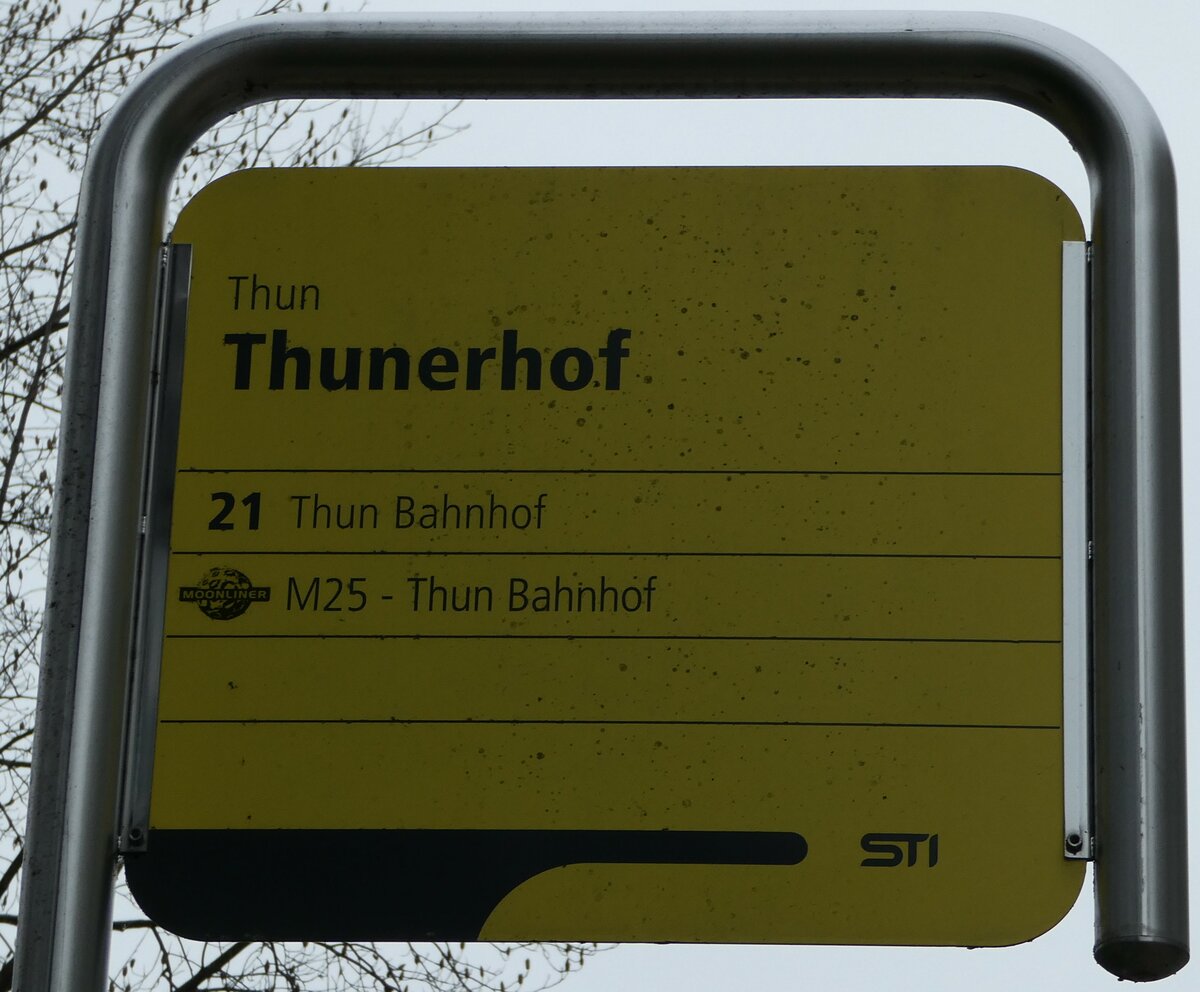 Thun
Thunerhof
21 Thun Bahnhof
MOONLINER M25 - Thun Bahnhof
STI